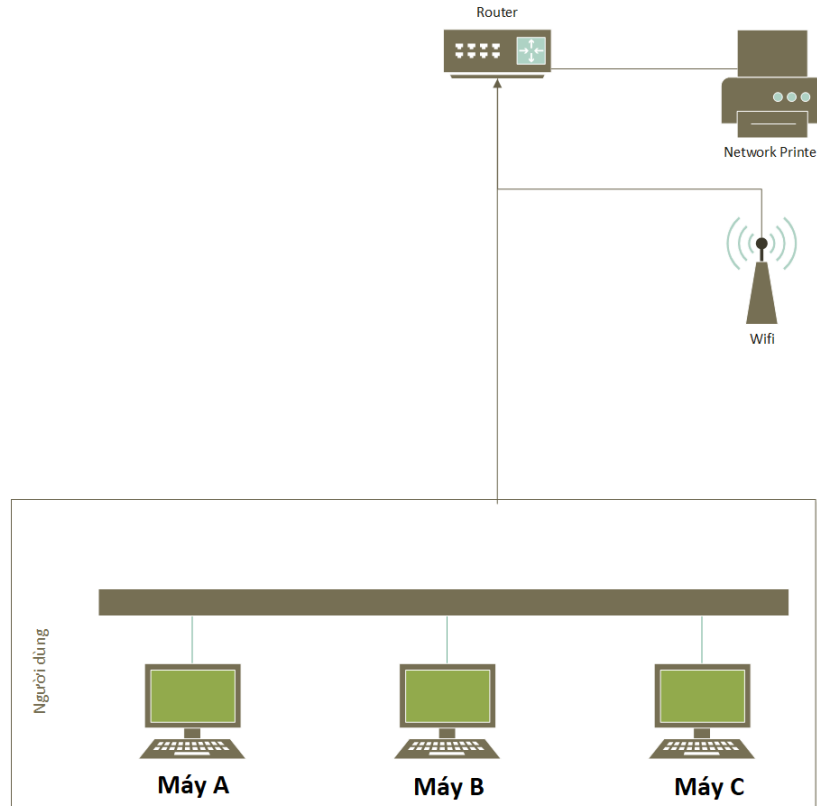 Router
Network Printe
Wifi
Người dùng
Máy A
Máy B
Máy C